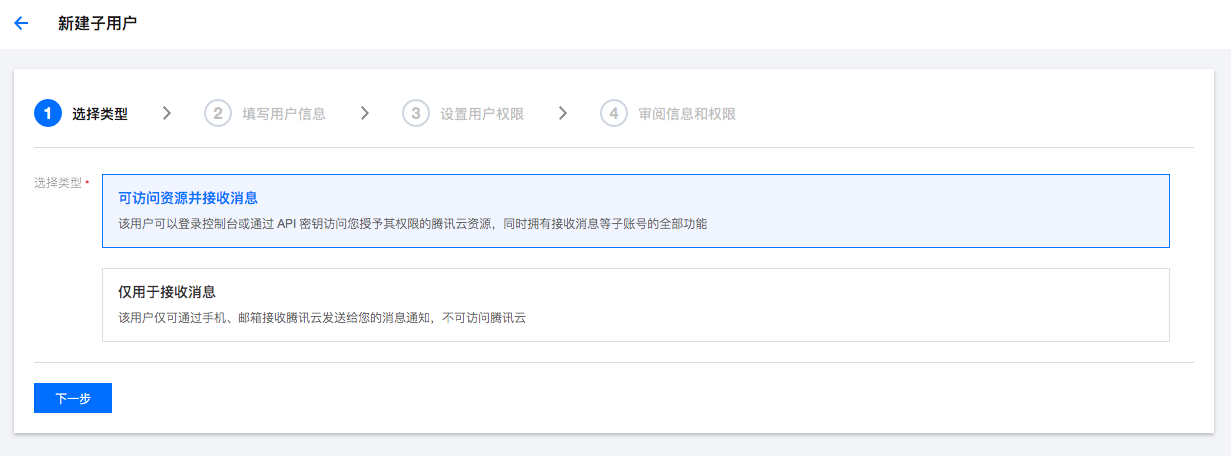 新建子用户
1 选择类型 2 填写用户信息 3 设置用户权限 4 审阅信息和权限
选择类型 *
可访问资源并接收消息
该用户可以登录控制台或通过 API 密钥访问您授予其权限的腾讯云资源，同时拥有接收消息等子账号的全部功能
仅用于接收消息
该用户仅可通过手机、邮箱接收腾讯云发送给您的消息通知，不可访问腾讯云
下一步